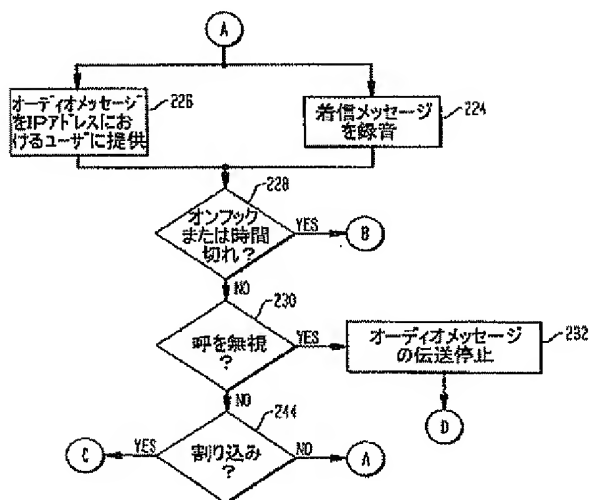 A
オーディオメッセージ
をIPアドレスにお
けるユーザに提供
226
着信メッセージ
を録音
224
228
オンフック
または時間
切れ?
YES
B
NO
230
呼を無視
?
YES
オーディオメッセージ
の伝送停止
232
NO
D
244
割り込み
?
YES
C
NO
A